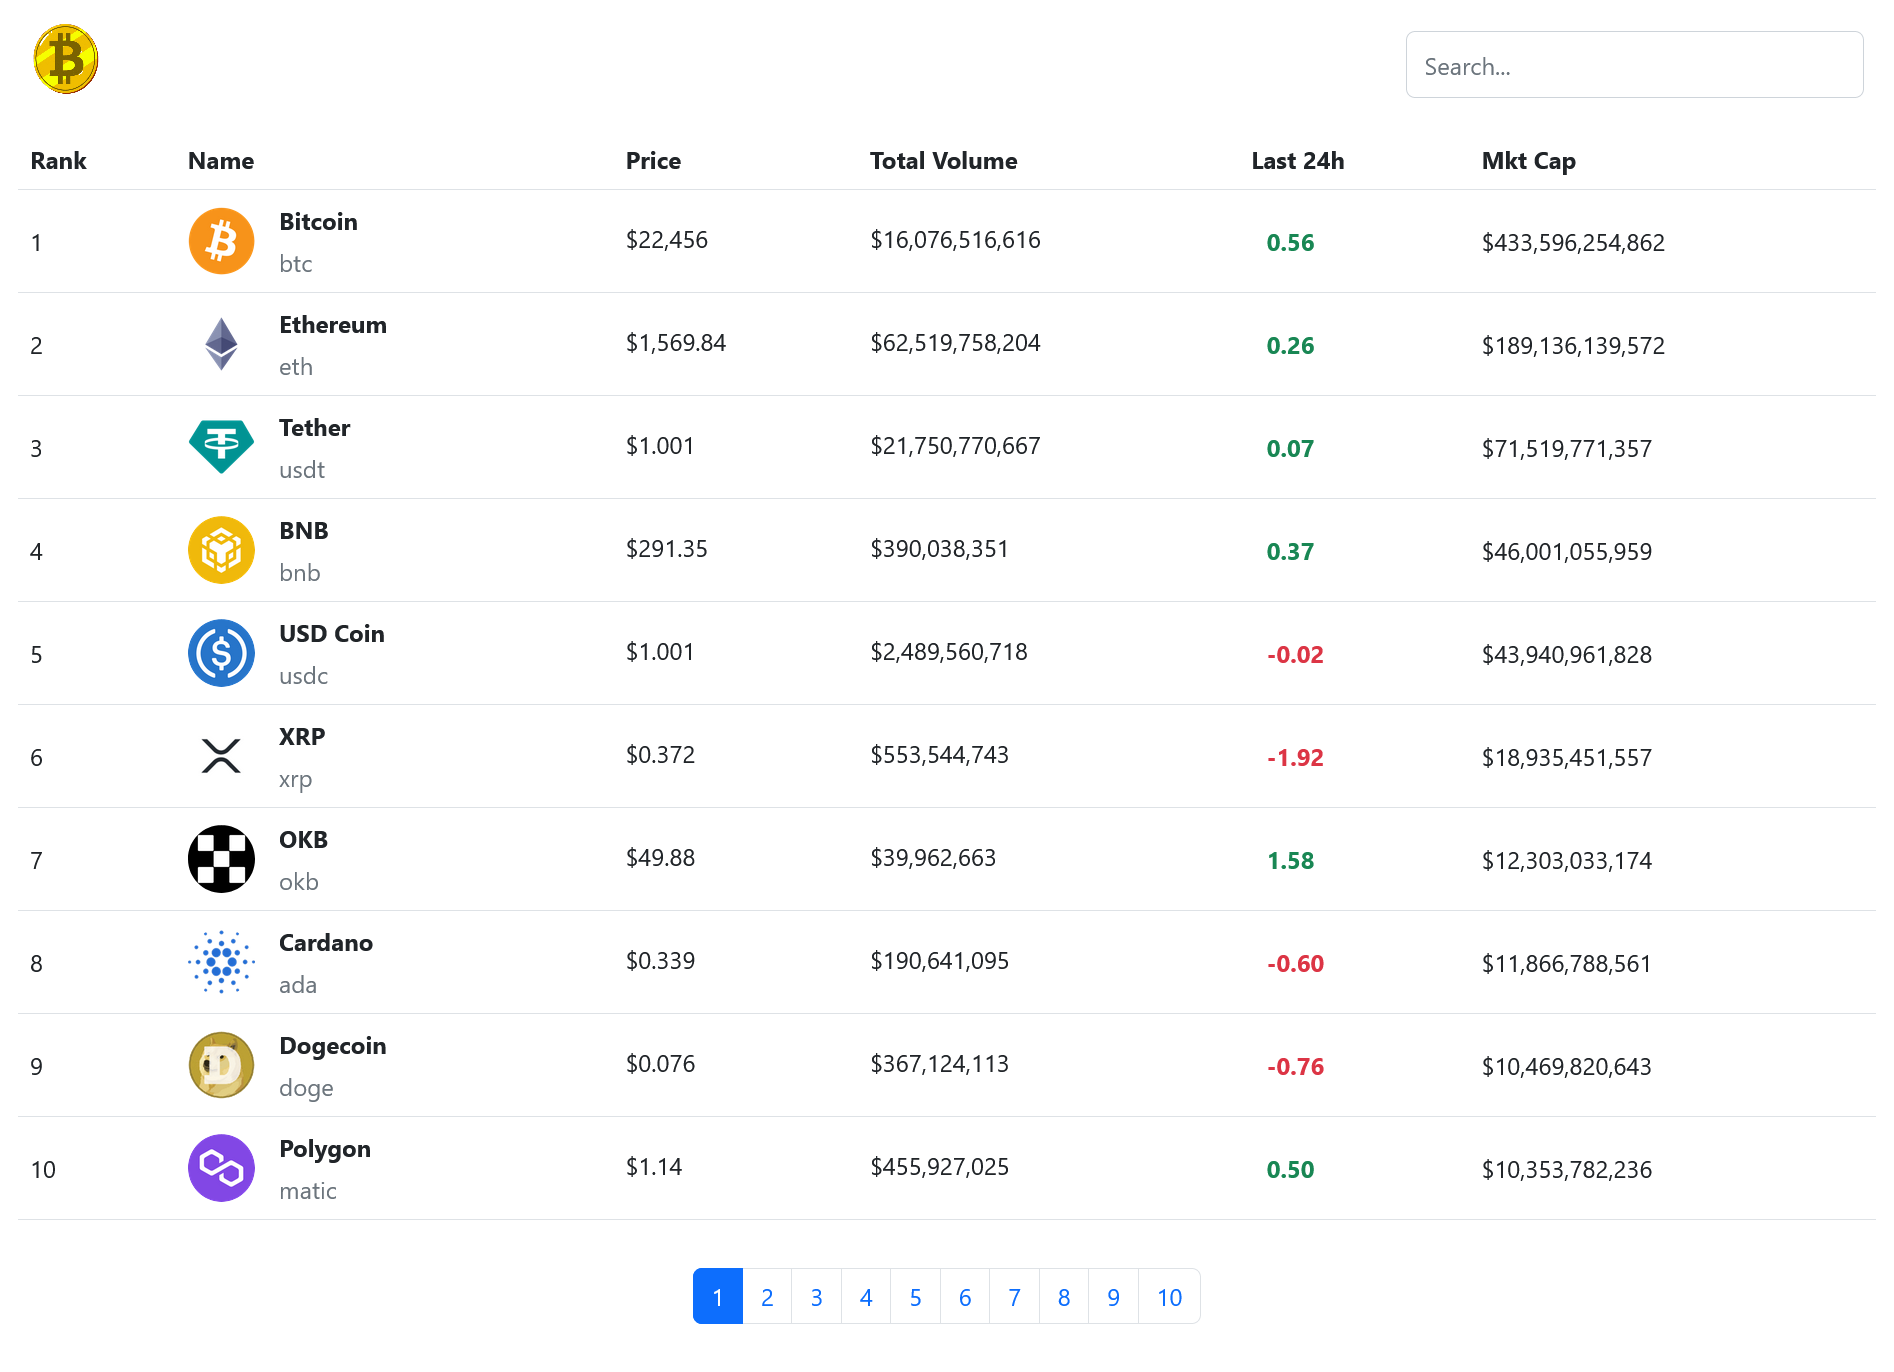 Search...
Rank Name Price Total Volume Last 24h Mkt Cap
1 Bitcoin btc $22,456 $16,076,516,616 0.56 $433,596,254,862
2 Ethereum eth $1,569.84 $62,519,758,204 0.26 $189,136,139,572
3 Tether usdt $1.001 $21,750,770,667 0.07 $71,519,771,357
4 BNB bnb $291.35 $390,038,351 0.37 $46,001,055,959
5 USD Coin usdc $1.001 $2,489,560,718 -0.02 $43,940,961,828
6 XRP xrp $0.372 $553,544,743 -1.92 $18,935,451,557
7 OKB okb $49.88 $39,962,663 1.58 $12,303,033,174
8 Cardano ada $0.339 $190,641,095 -0.60 $11,866,788,561
9 Dogecoin doge $0.076 $367,124,113 -0.76 $10,469,820,643
10 Polygon matic $1.14 $455,927,025 0.50 $10,353,782,236
1 2 3 4 5 6 7 8 9 10